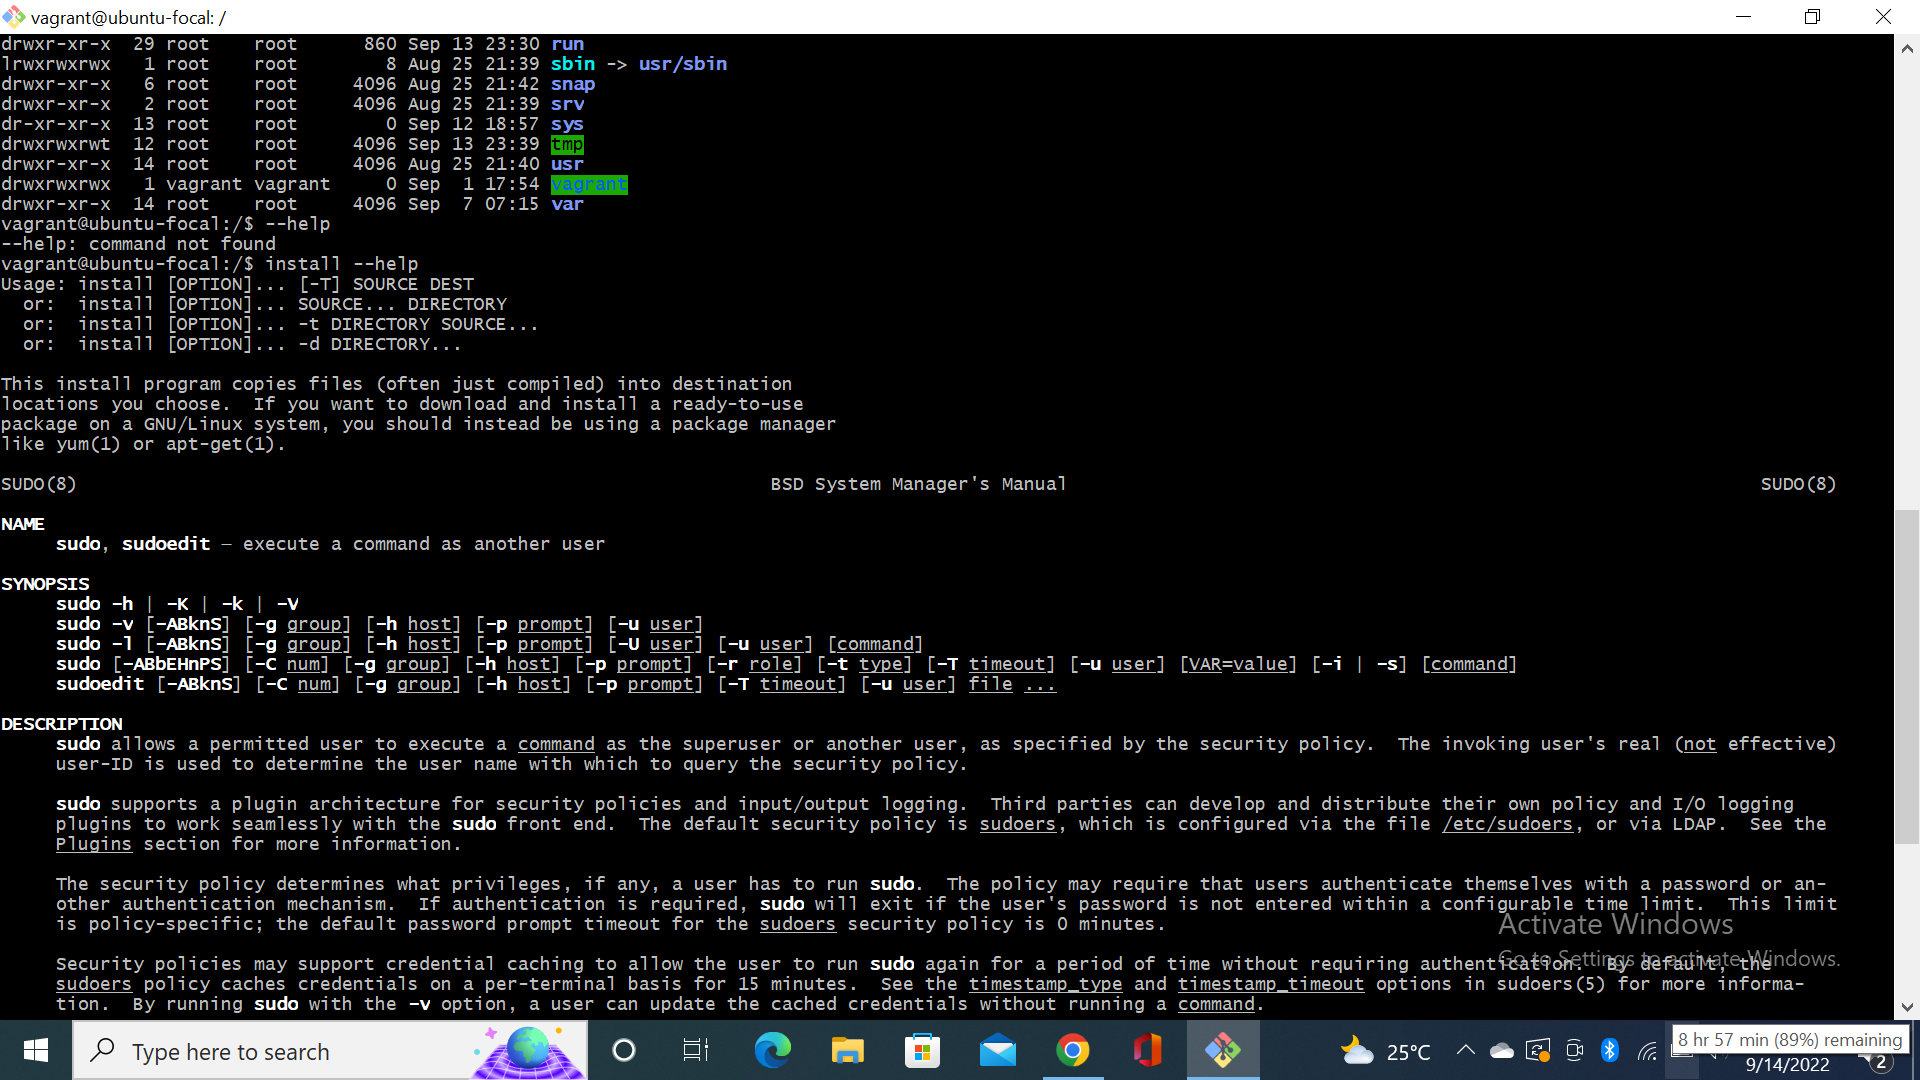 vagrant@ubuntu-focal: /
drwxr-xr-x  29 root    root      860 Sep 13 23:30 run
lrwxrwxrwx   1 root    root        8 Aug 25 21:39 sbin -> usr/sbin
drwxr-xr-x   6 root    root     4096 Aug 25 21:42 snap
drwxr-xr-x   2 root    root     4096 Aug 25 21:39 srv
dr-xr-xr-x  13 root    root        0 Sep 12 18:57 sys
drwxrwxrwt  12 root    root     4096 Sep 13 23:39 tmp
drwxr-xr-x  14 root    root     4096 Aug 25 21:40 usr
drwxrwxrwx   1 vagrant vagrant     0 Sep  1 17:54 vagrant
drwxr-xr-x  14 root    root     4096 Sep  7 07:15 var
vagrant@ubuntu-focal:/$ --help
--help: command not found
vagrant@ubuntu-focal:/$ install --help
Usage: install [OPTION]... [-T] SOURCE DEST
  or:  install [OPTION]... SOURCE... DIRECTORY
  or:  install [OPTION]... -t DIRECTORY SOURCE...
  or:  install [OPTION]... -d DIRECTORY...
This install program copies files (often just compiled) into destination
locations you choose.  If you want to download and install a ready-to-use
package on a GNU/Linux system, you should instead be using a package manager
like yum(1) or apt-get(1).
SUDO(8)                    BSD System Manager's Manual                    SUDO(8)
NAME
     sudo, sudoedit — execute a command as another user
SYNOPSIS
     sudo -h | -K | -k | -V
     sudo -v [-ABknS] [-g group] [-h host] [-p prompt] [-u user]
     sudo -l [-ABknS] [-g group] [-h host] [-p prompt] [-U user] [-u user] [command]
     sudo [-ABbEHnPS] [-C num] [-g group] [-h host] [-p prompt] [-r role] [-t type] [-T timeout] [-u user] [VAR=value] [-i | -s] [command]
     sudoedit [-ABknS] [-C num] [-g group] [-h host] [-p prompt] [-T timeout] [-u user] file ...
DESCRIPTION
     sudo allows a permitted user to execute a command as the superuser or another user, as specified by the security policy.  The invoking user's real (not effective)
     user-ID is used to determine the user name with which to query the security policy.
     sudo supports a plugin architecture for security policies and input/output logging.  Third parties can develop and distribute their own policy and I/O logging
     plugins to work seamlessly with the sudo front end.  The default security policy is sudoers, which is configured via the file /etc/sudoers, or via LDAP.  See the
     Plugins section for more information.
     The security policy determines what privileges, if any, a user has to run sudo.  The policy may require that users authenticate themselves with a password or an-
     other authentication mechanism.  If authentication is required, sudo will exit if the user's password is not entered within a configurable time limit.  This limit
     is policy-specific; the default password prompt timeout for the sudoers security policy is 0 minutes.
     Security policies may support credential caching to allow the user to run sudo again for a period of time without requiring authentication.  By default, the
     sudoers policy caches credentials on a per-terminal basis for 15 minutes.  See the timestamp_type and timestamp_timeout options in sudoers(5) for more informa-
     tion.  By running sudo with the -v option, a user can update the cached credentials without running a command.
Activate Windows
Go to Settings to activate Windows.
Type here to search
25°C
8 hr 57 min (89%) remaining
9/14/2022
2